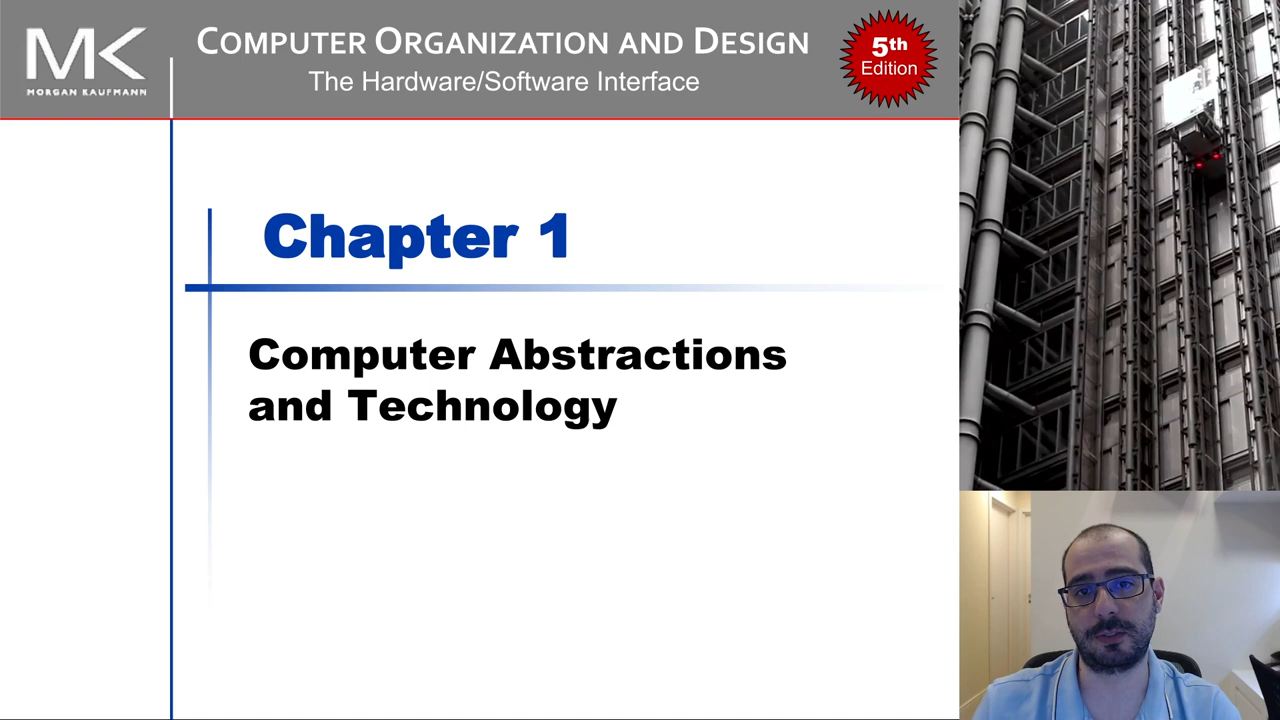 MK
MORGAN KAUFMANN
COMPUTER ORGANIZATION AND DESIGN
The Hardware/Software Interface
5th
Edition
Chapter 1
Computer Abstractions
and Technology